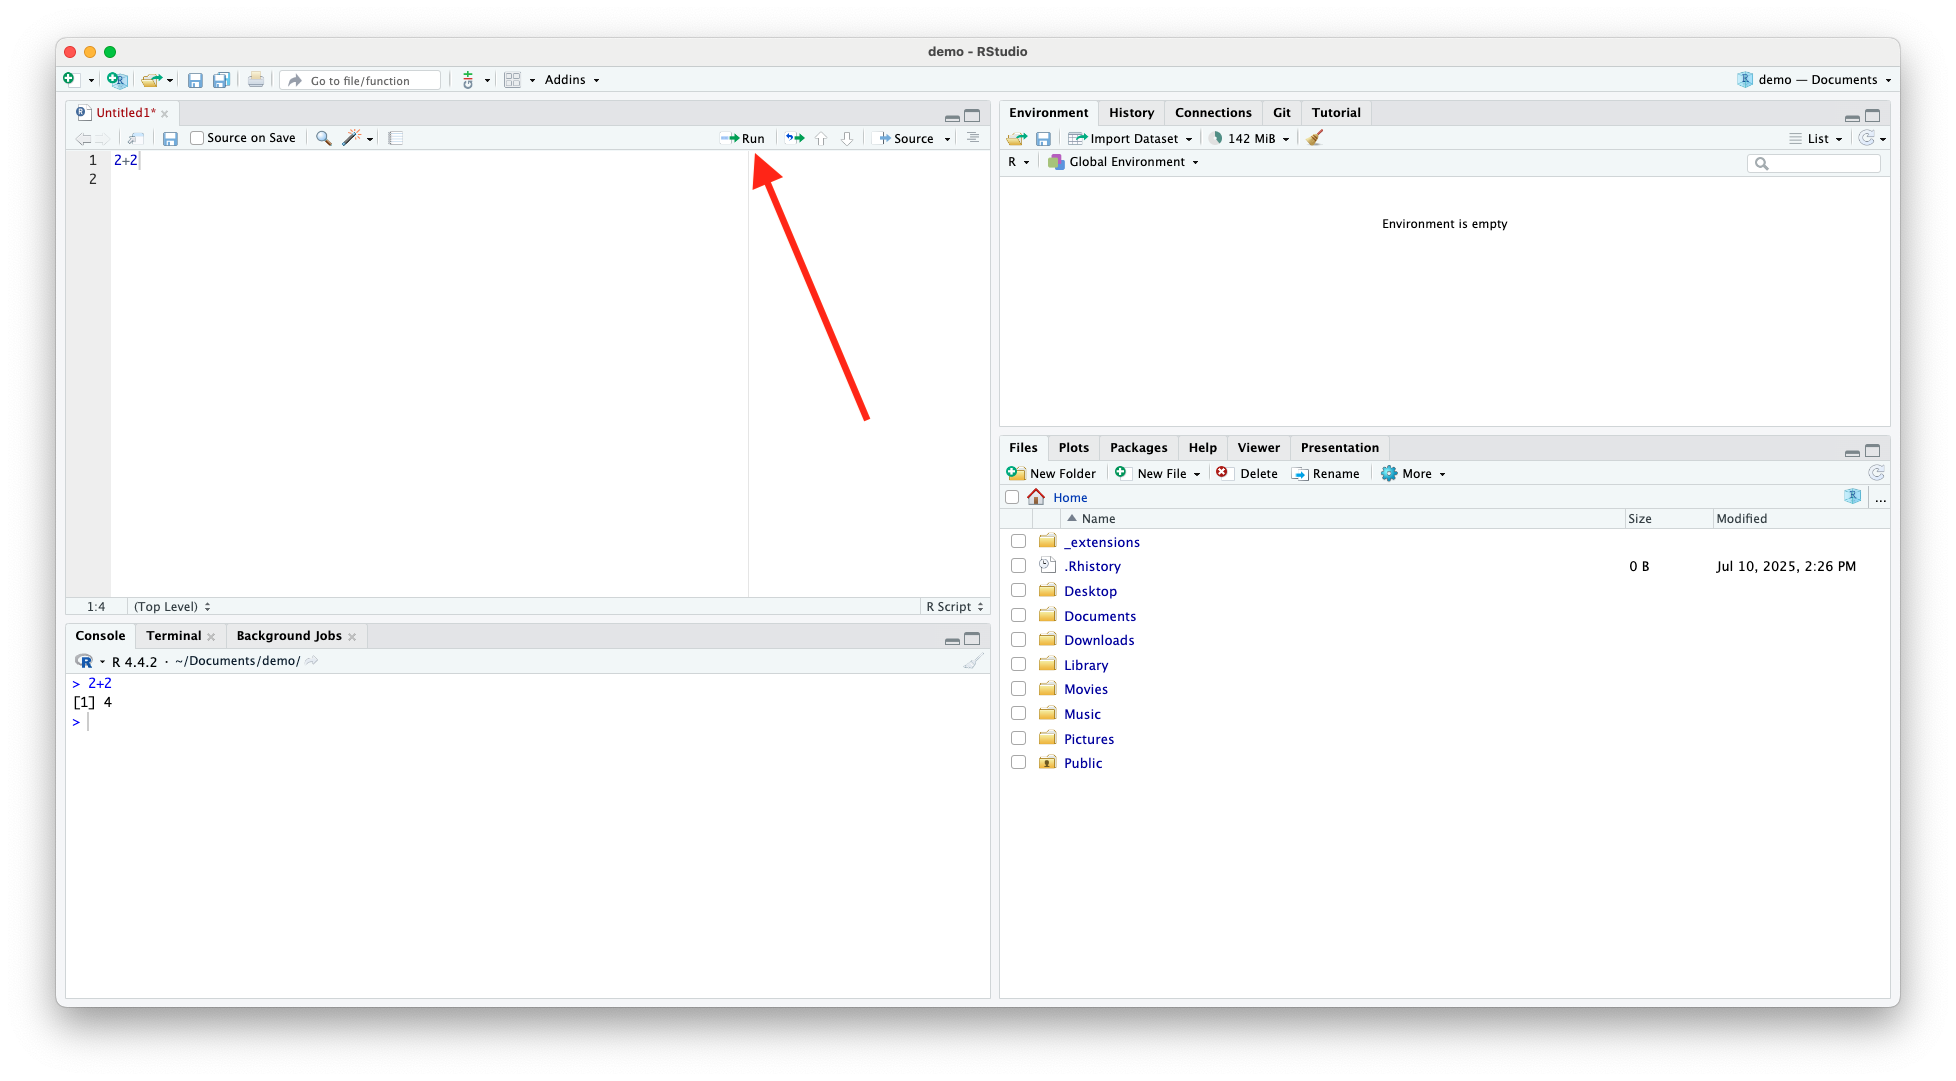 demo - RStudio
Go to file/function Addins demo — Documents
Untitled1*
Source on Save Run Source
1 2+2
2
1:4 (Top Level) R Script
Console Terminal Background Jobs
R 4.4.2 · ~/Documents/demo/
> 2+2
[1] 4
>
Environment History Connections Git Tutorial
Import Dataset 142 MiB List
R Global Environment
Environment is empty
Files Plots Packages Help Viewer Presentation
New Folder New File Delete Rename More
Home ...
Name Size Modified
_extensions
.Rhistory 0 B Jul 10, 2025, 2:26 PM
Desktop
Documents
Downloads
Library
Movies
Music
Pictures
Public